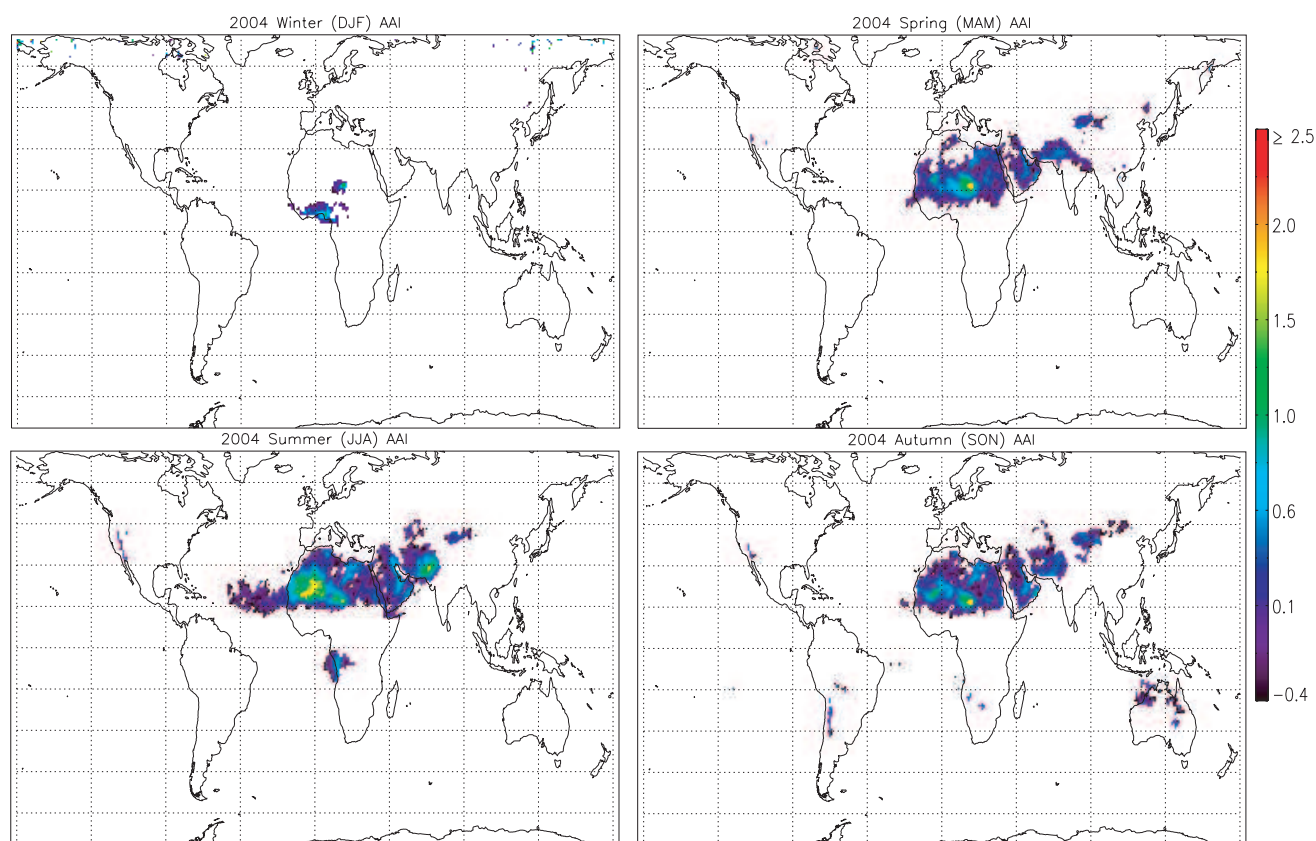 2004 Winter (DJF) AAI
2004 Spring (MAM) AAI
≥ 2.5
2.0
1.5
1.0
0.6
0.1
−0.4
2004 Summer (JJA) AAI
2004 Autumn (SON) AAI